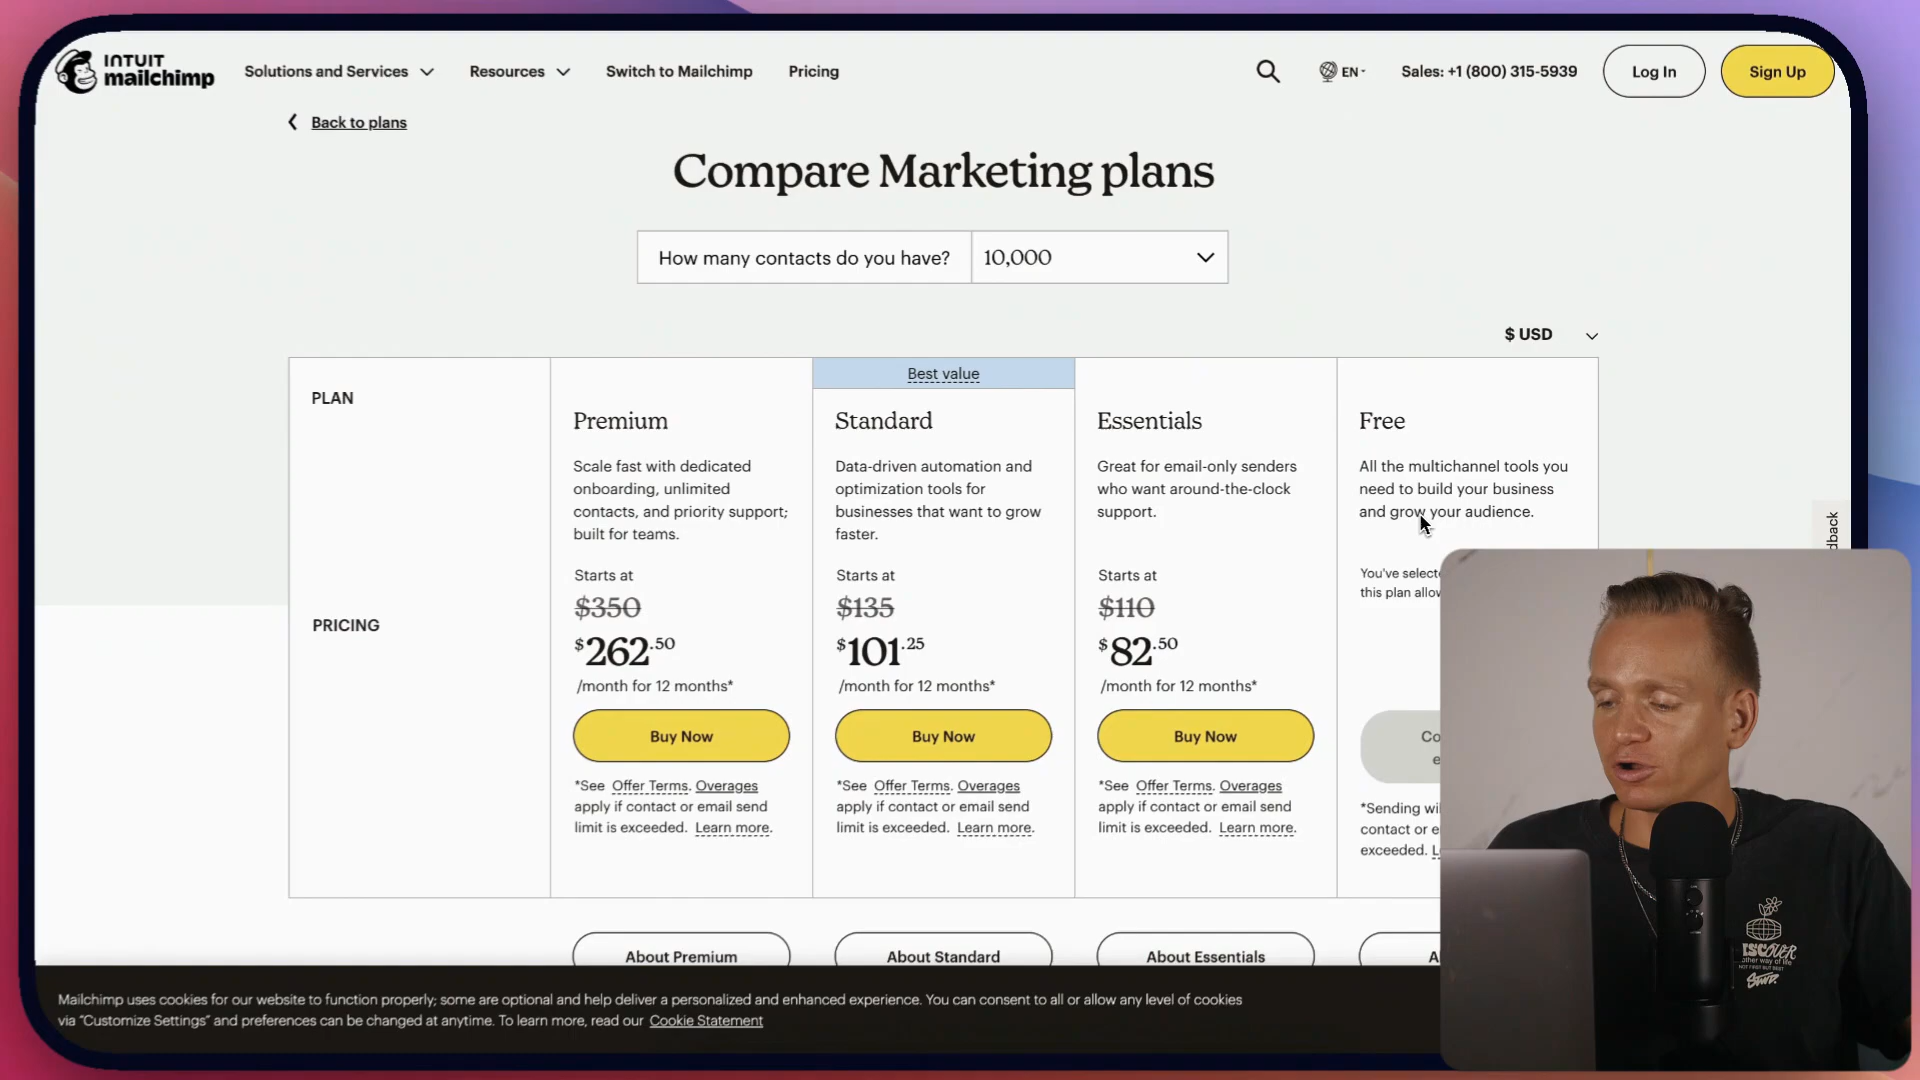 INTUIT
mailchimp
Solutions and Services
Resources
Switch to Mailchimp
Pricing
EN
Sales: +1 (800) 315-5939
Log In
Sign Up
Back to plans
Compare Marketing plans
How many contacts do you have?
10,000
$ USD
PLAN
Best value
Premium
Scale fast with dedicated
onboarding, unlimited
contacts, and priority support;
built for teams.
Standard
Data-driven automation and
optimization tools for
businesses that want to grow
faster.
Essentials
Great for email-only senders
who want around-the-clock
support.
Free
All the multichannel tools you
need to build your business
and grow your audience.
PRICING
Starts at
$350
$262.50
/month for 12 months*
Buy Now
*See Offer Terms. Overages
apply if contact or email send
limit is exceeded. Learn more.
Starts at
$135
$101.25
/month for 12 months*
Buy Now
*See Offer Terms. Overages
apply if contact or email send
limit is exceeded. Learn more.
Starts at
$110
$82.50
/month for 12 months*
Buy Now
*See Offer Terms. Overages
apply if contact or email send
limit is exceeded. Learn more.
You've selecte
this plan allow
Co
e
*Sending wi
contact or e
exceeded. L
dback
About Premium
About Standard
About Essentials
Mailchimp uses cookies for our website to function properly; some are optional and help deliver a personalized and enhanced experience. You can consent to all or allow any level of cookies
via "Customize Settings" and preferences can be changed at anytime. To learn more, read our Cookie Statement